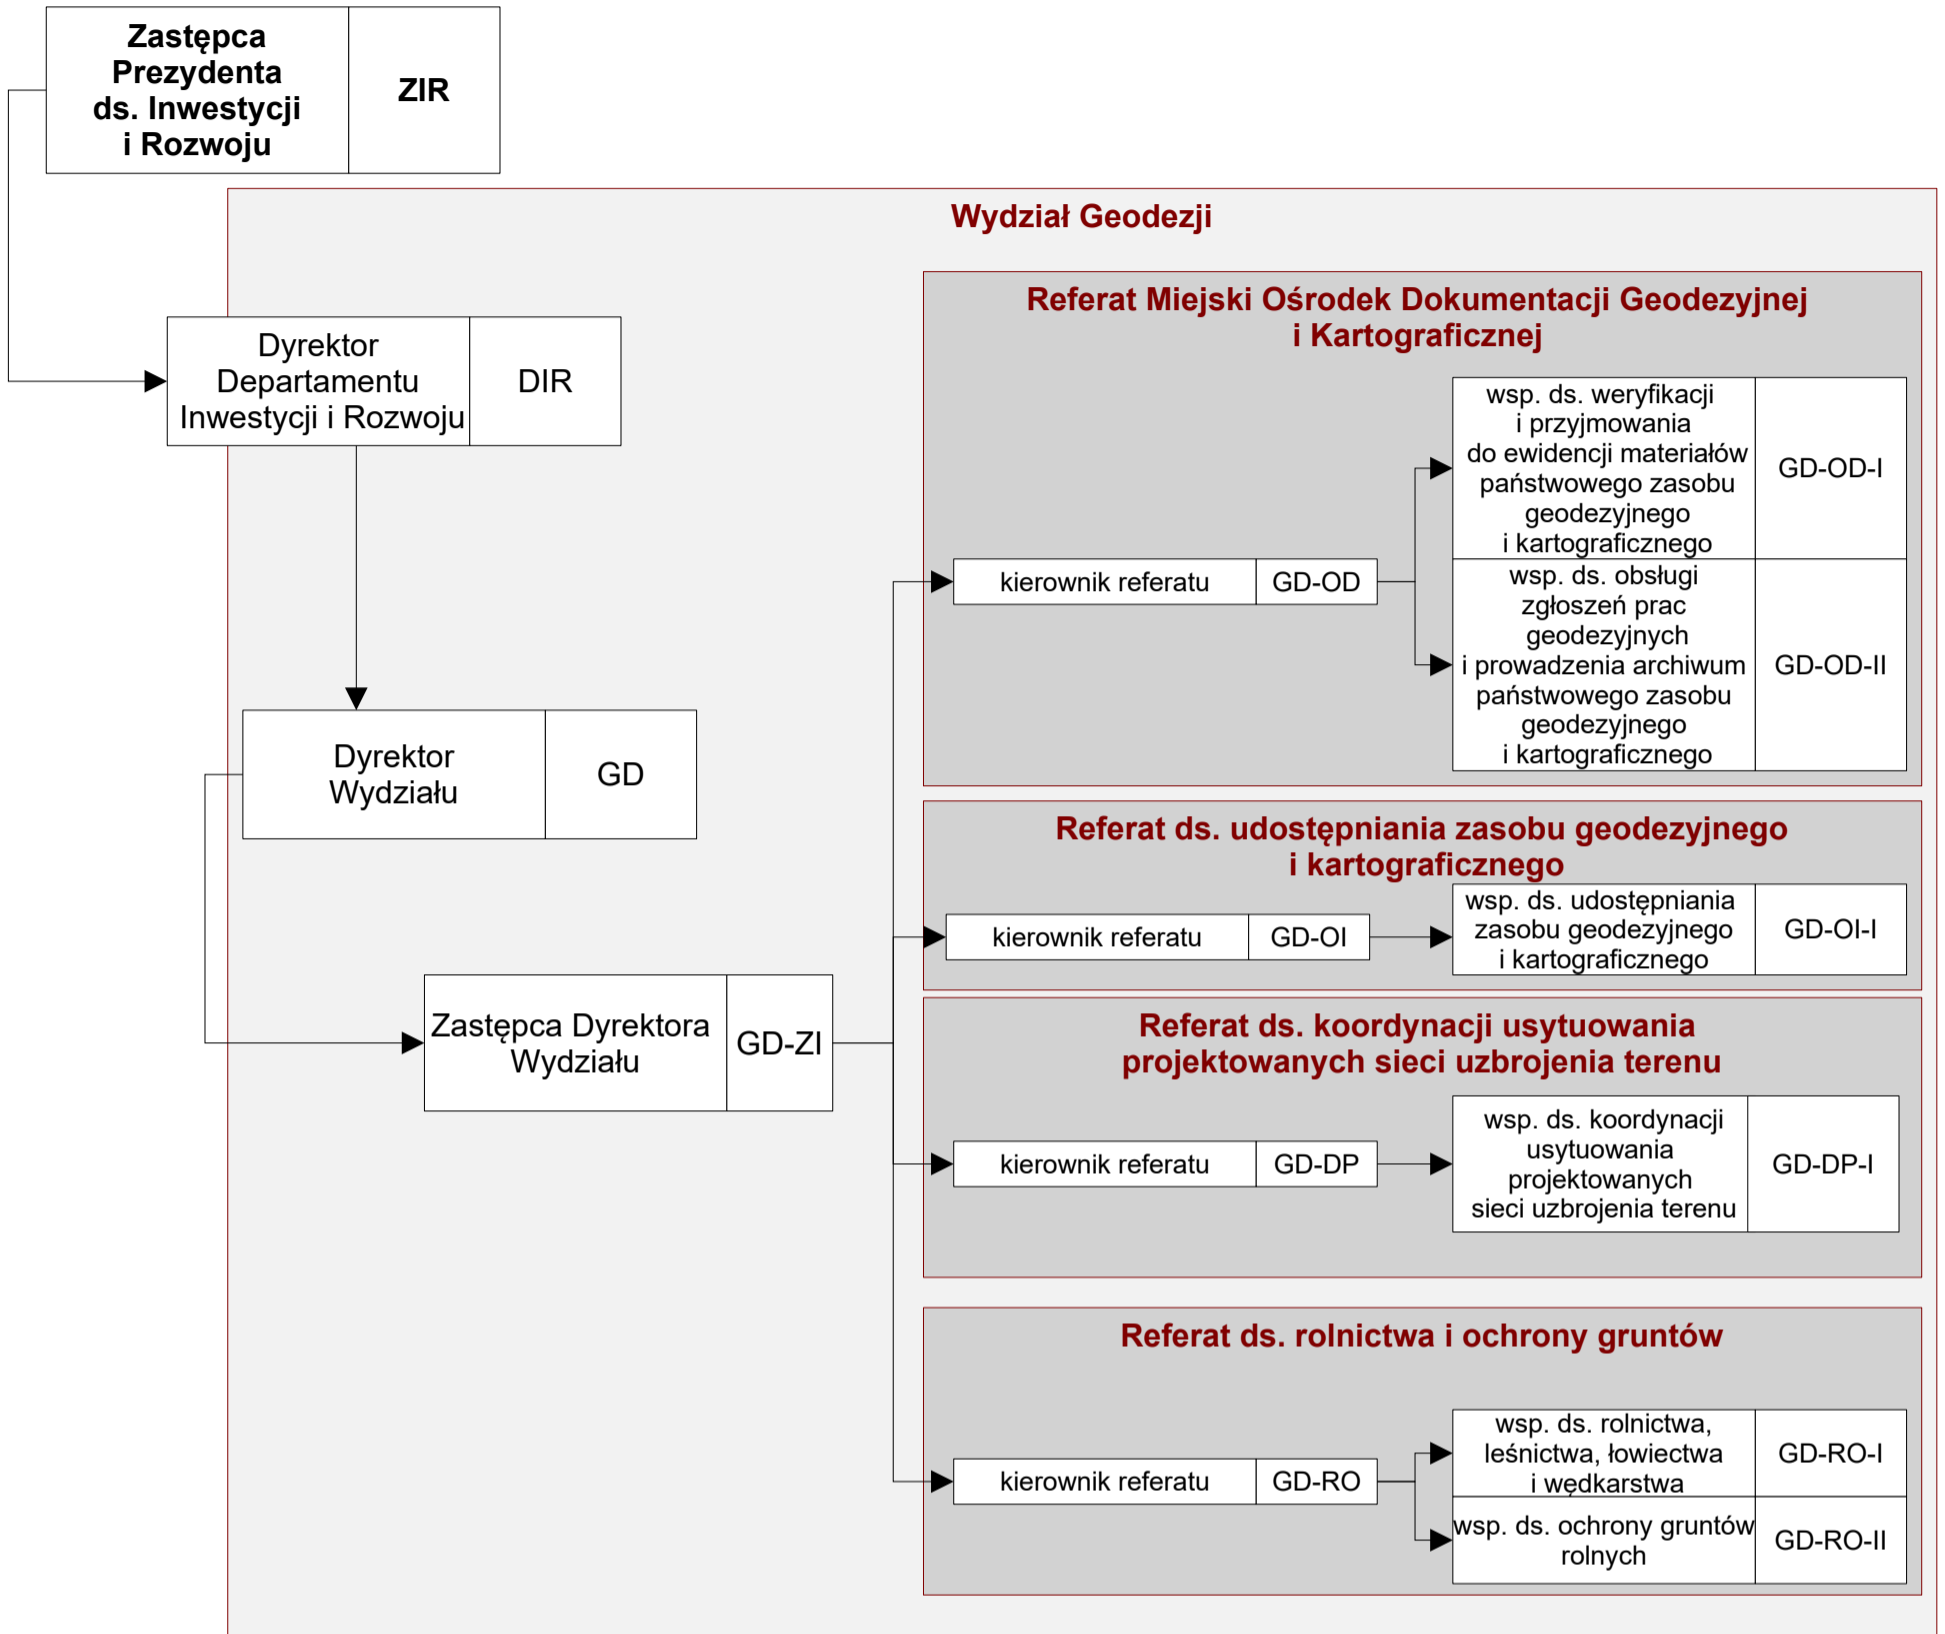 Zastępca
Prezydenta
ds. Inwestycji
i Rozwoju
ZIR
Wydział Geodezji
Dyrektor
Departamentu
Inwestycji i Rozwoju
DIR
Dyrektor
Wydziału
GD
Zastępca Dyrektora
Wydziału
GD-ZI
Referat Miejski Ośrodek Dokumentacji Geodezyjnej
i Kartograficznej
kierownik referatu
GD-OD
wsp. ds. weryfikacji
i przyjmowania
do ewidencji materiałów
państwowego zasobu
geodezyjnego
i kartograficznego
GD-OD-I
wsp. ds. obsługi
zgłoszeń prac
geodezyjnych
i prowadzenia archiwum
państwowego zasobu
geodezyjnego
i kartograficznego
GD-OD-II
Referat ds. udostępniania zasobu geodezyjnego
i kartograficznego
kierownik referatu
GD-OI
wsp. ds. udostępniania
zasobu geodezyjnego
i kartograficznego
GD-OI-I
Referat ds. koordynacji usytuowania
projektowanych sieci uzbrojenia terenu
kierownik referatu
GD-DP
wsp. ds. koordynacji
usytuowania
projektowanych
sieci uzbrojenia terenu
GD-DP-I
Referat ds. rolnictwa i ochrony gruntów
kierownik referatu
GD-RO
wsp. ds. rolnictwa,
leśnictwa, łowiectwa
i wędkarstwa
GD-RO-I
wsp. ds. ochrony gruntów
rolnych
GD-RO-II